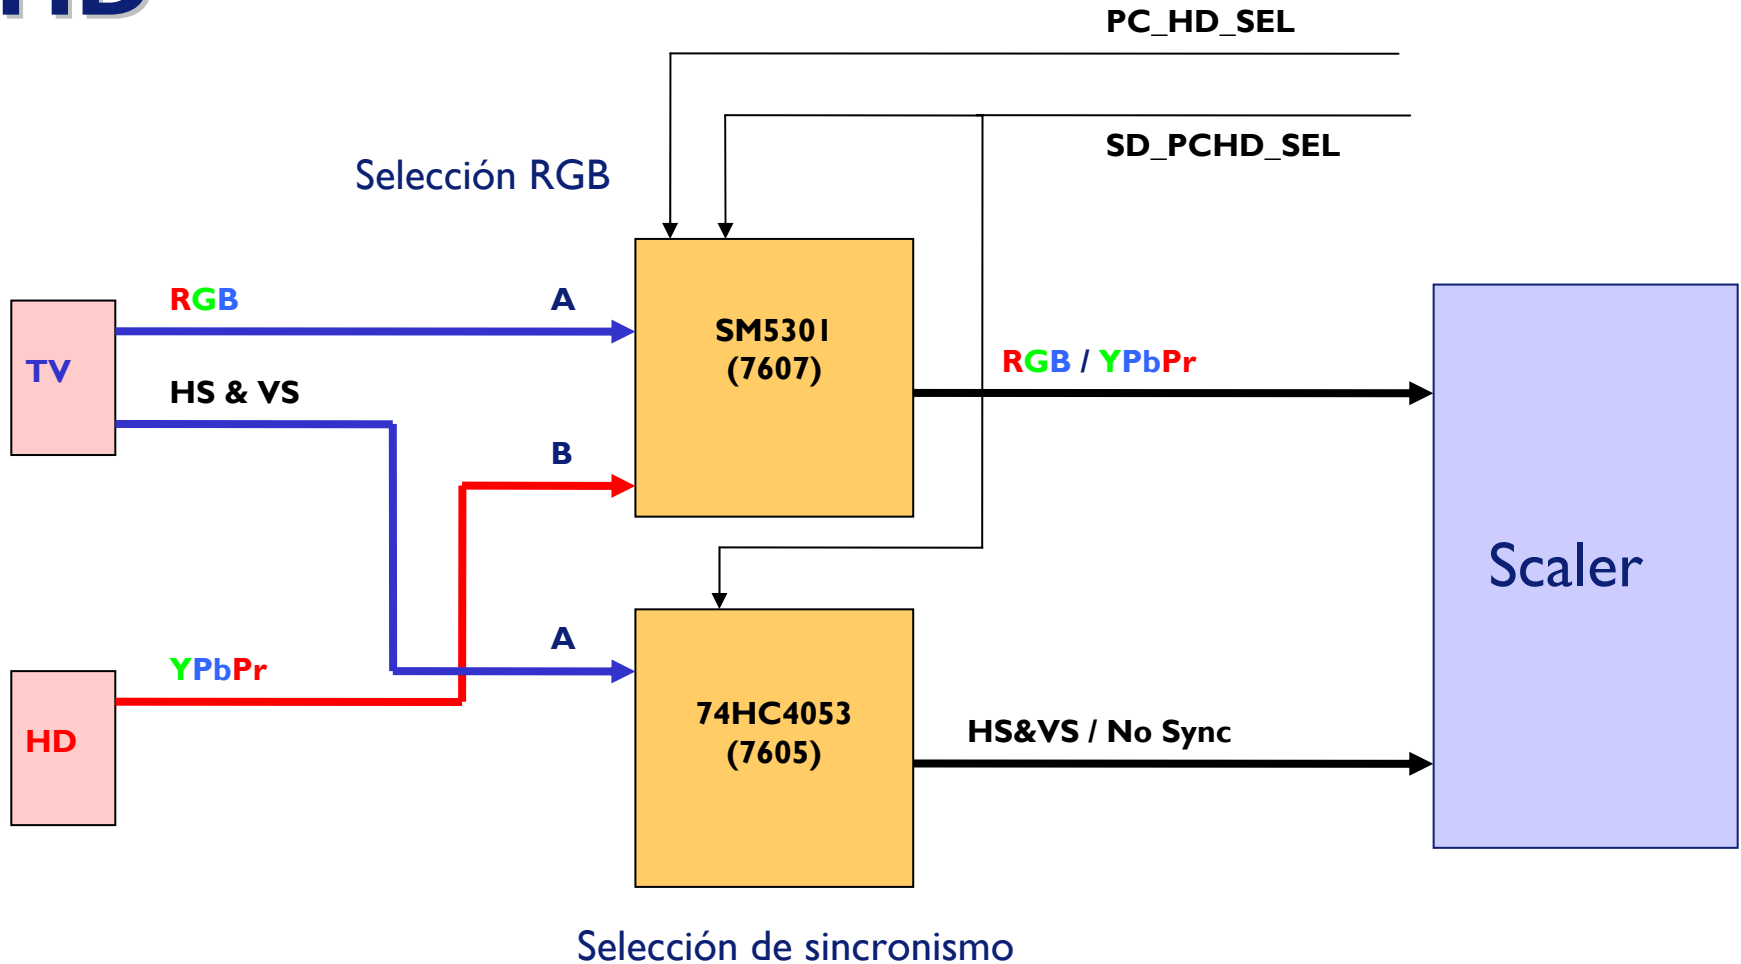 HD
PC_HD_SEL
SD_PCHD_SEL
Selección RGB
RGB
A
SM5301
(7607)
TV
RGB / YPbPr
HS & VS
B
Scaler
A
YPbPr
74HC4053
(7605)
HD
HS&VS / No Sync
Selección de sincronismo